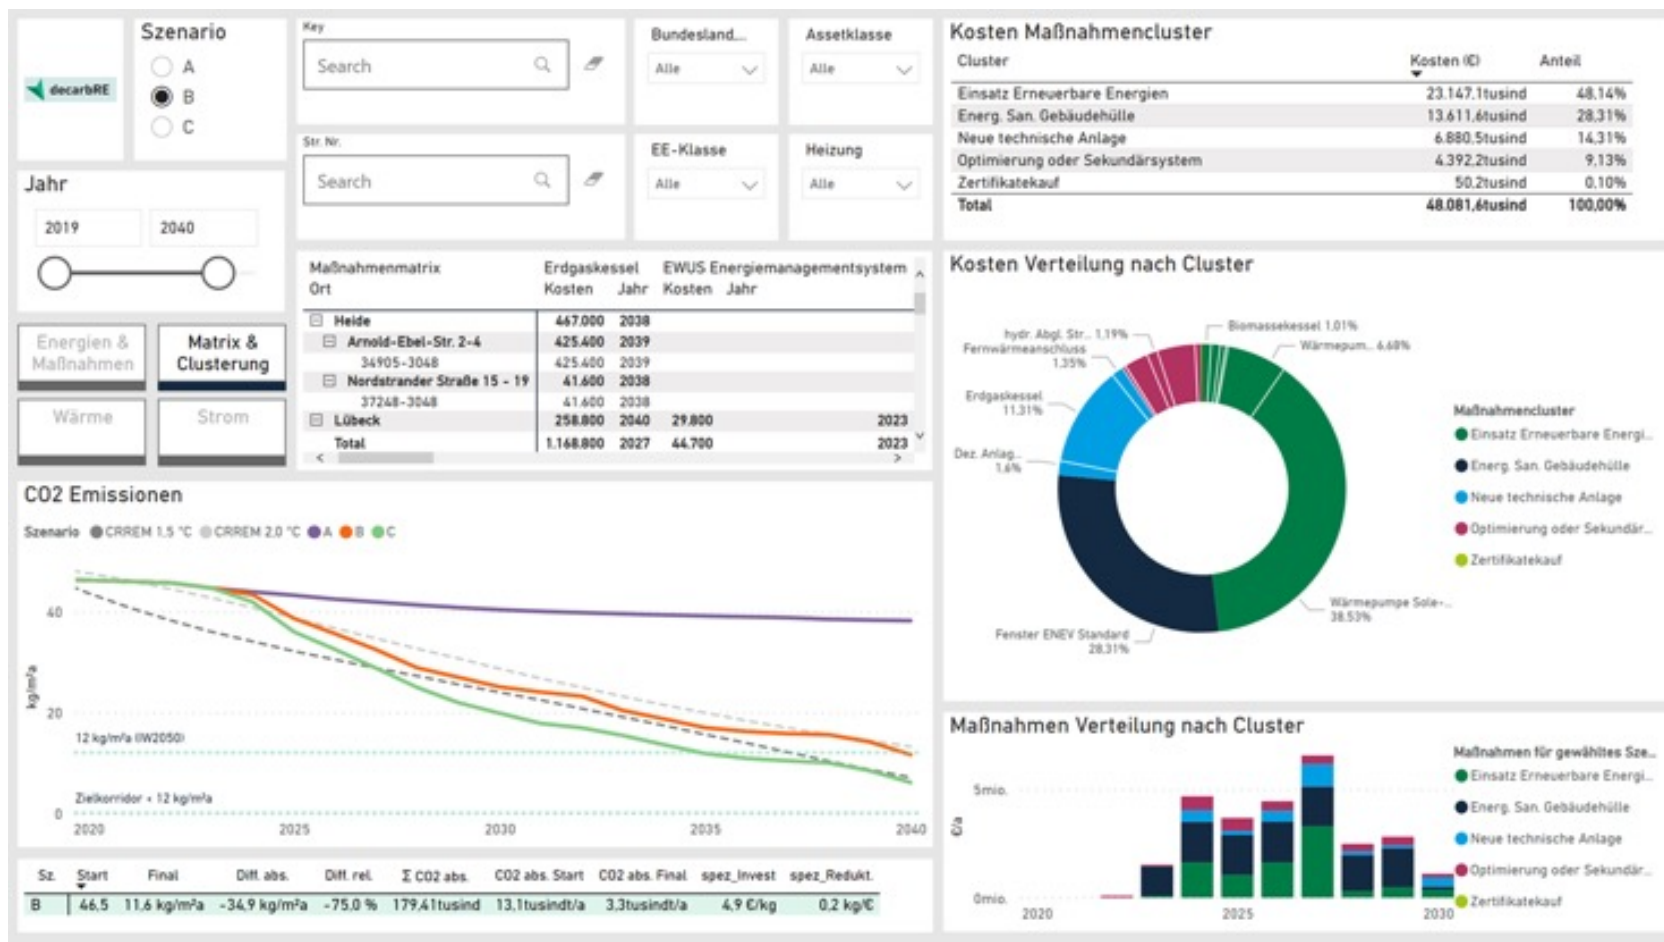 decarbRE
Szenario
A
B
C
Jahr
2019 2040
Energien & Maßnahmen
Matrix & Clusterung
Wärme
Strom
Key
Search
Str. Nr.
Search
Bundesland...
Alle
Assetklasse
Alle
EE-Klasse
Alle
Heizung
Alle
Maßnahmenmatrix Erdgaskessel EWUS Energiemanagementsystem
Ort Kosten Jahr Kosten Jahr
Heide 467.000 2038
Arnold-Ebel-Str. 2-4 425.400 2039
34905-3048 425.400 2039
Nordstrander Straße 15 - 19 41.600 2038
37248-3048 41.600 2038
Lübeck 258.800 2040 29.800 2023
Total 1.168.800 2027 44.700 2023
Kosten Maßnahmencluster
Cluster Kosten (€) Anteil
Einsatz Erneuerbare Energien 23.147,1tusind 48,14%
Energ. San. Gebäudehülle 13.611,6tusind 28,31%
Neue technische Anlage 6.880,5tusind 14,31%
Optimierung oder Sekundärsystem 4.392,2tusind 9,13%
Zertifikatekauf 50,2tusind 0,10%
Total 48.081,6tusind 100,00%
Kosten Verteilung nach Cluster
hydr. Abgl. Str... 1,19%
Fernwärmeanschluss 1,35%
Erdgaskessel 11,31%
Dez. Anlag... 1,6%
Biomassekessel 1,01%
Wärmepum... 6,68%
Wärmepumpe Sole-... 38,53%
Fenster ENEV Standard 28,31%
Maßnahmencluster
Einsatz Erneuerbare Energi...
Energ. San. Gebäudehülle
Neue technische Anlage
Optimierung oder Sekundär...
Zertifikatekauf
CO2 Emissionen
Szenario CRREM 1,5 °C CRREM 2,0 °C A B C
kg/m²a
40
20
12 kg/m²a (IW2050)
Zielkorridor < 12 kg/m²a
0
2020 2025 2030 2035 2040
Sz. Start Final Diff. abs. Diff. rel. Σ CO2 abs. CO2 abs. Start CO2 abs. Final spez_Invest spez_Redukt.
B 46,5 11,6 kg/m²a -34,9 kg/m²a -75,0 % 179,41tusind 13,1tusindt/a 3,3tusindt/a 4,9 €/kg 0,2 kg/€
Maßnahmen Verteilung nach Cluster
€/a
5mio.
0mio.
2020 2025 2030
Maßnahmen für gewähltes Sze...
Einsatz Erneuerbare Energi...
Energ. San. Gebäudehülle
Neue technische Anlage
Optimierung oder Sekundär...
Zertifikatekauf